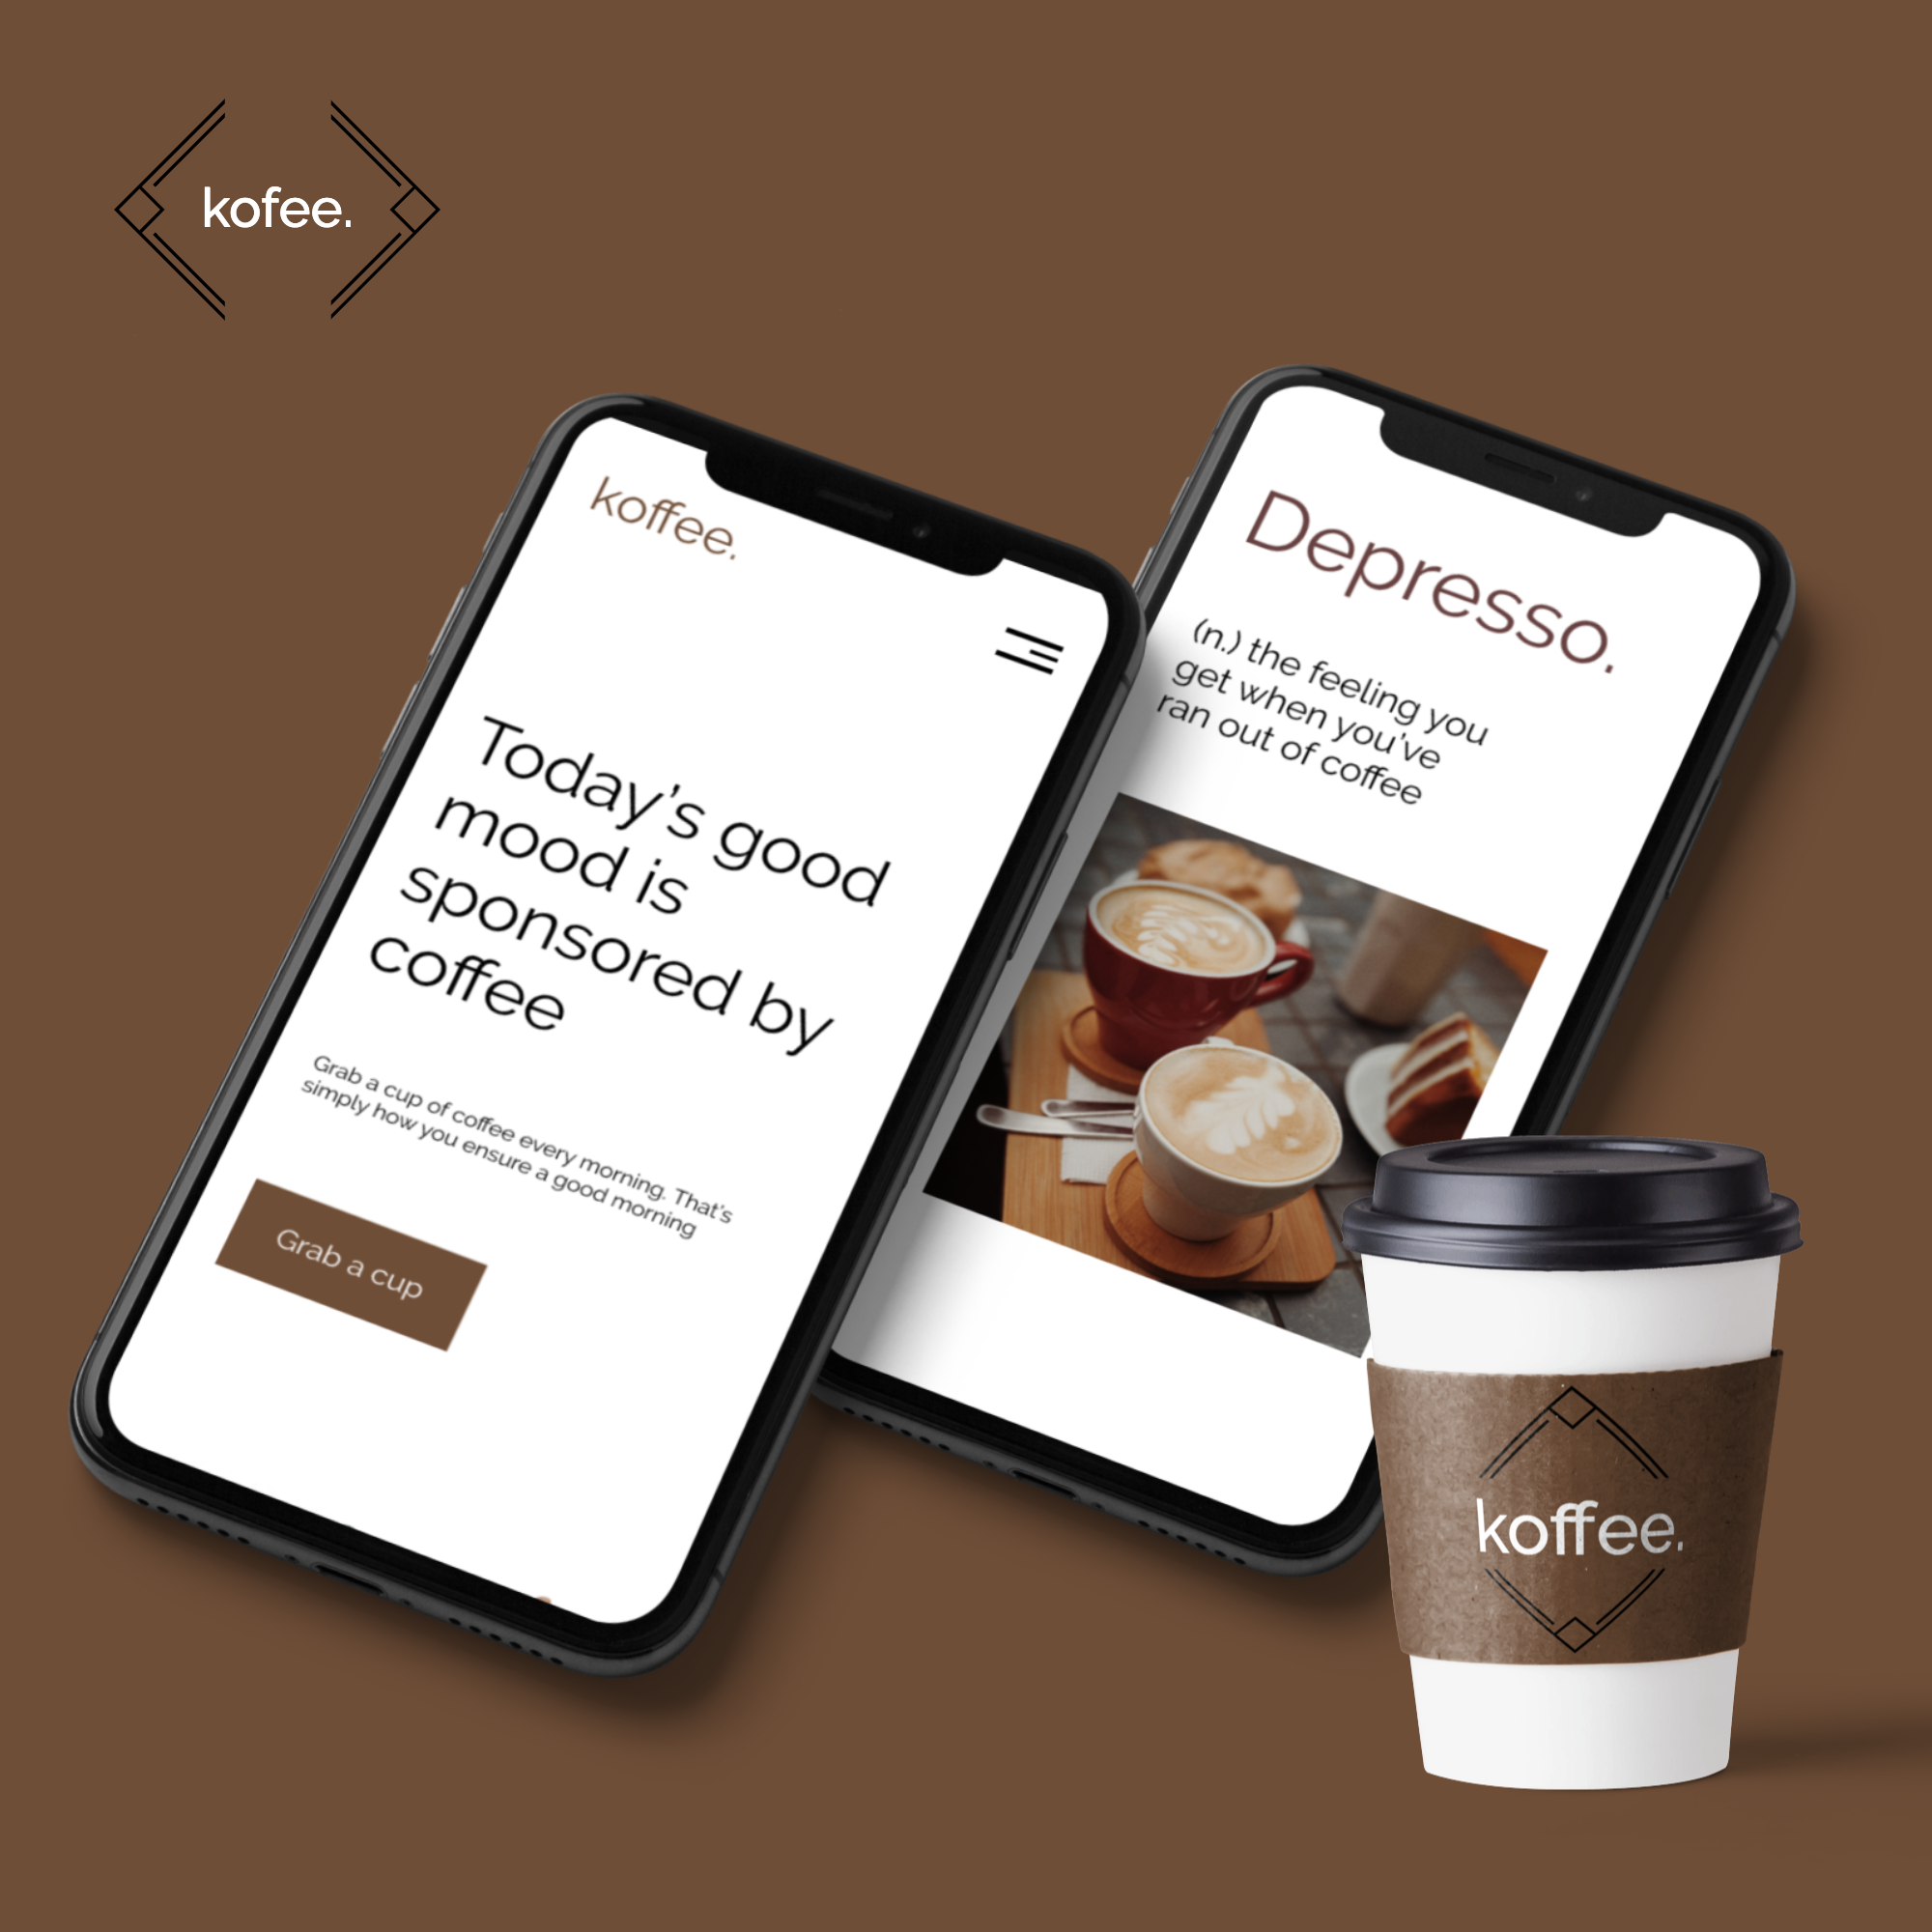 kofee.
koffee.
Today's good
mood is
sponsored by
coffee
Grab a cup of coffee every morning. That's
simply how you ensure a good morning
Grab a cup
Depresso.
(n.) the feeling you
get when you've
ran out of coffee
koffee.